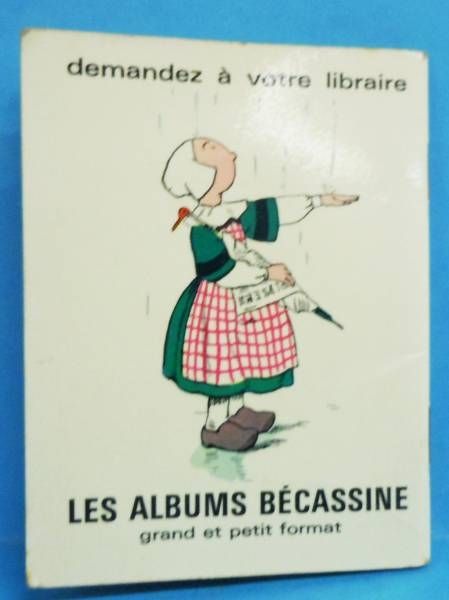 demandez à votre libraire
LES ALBUMS BÉCASSINE
grand et petit format